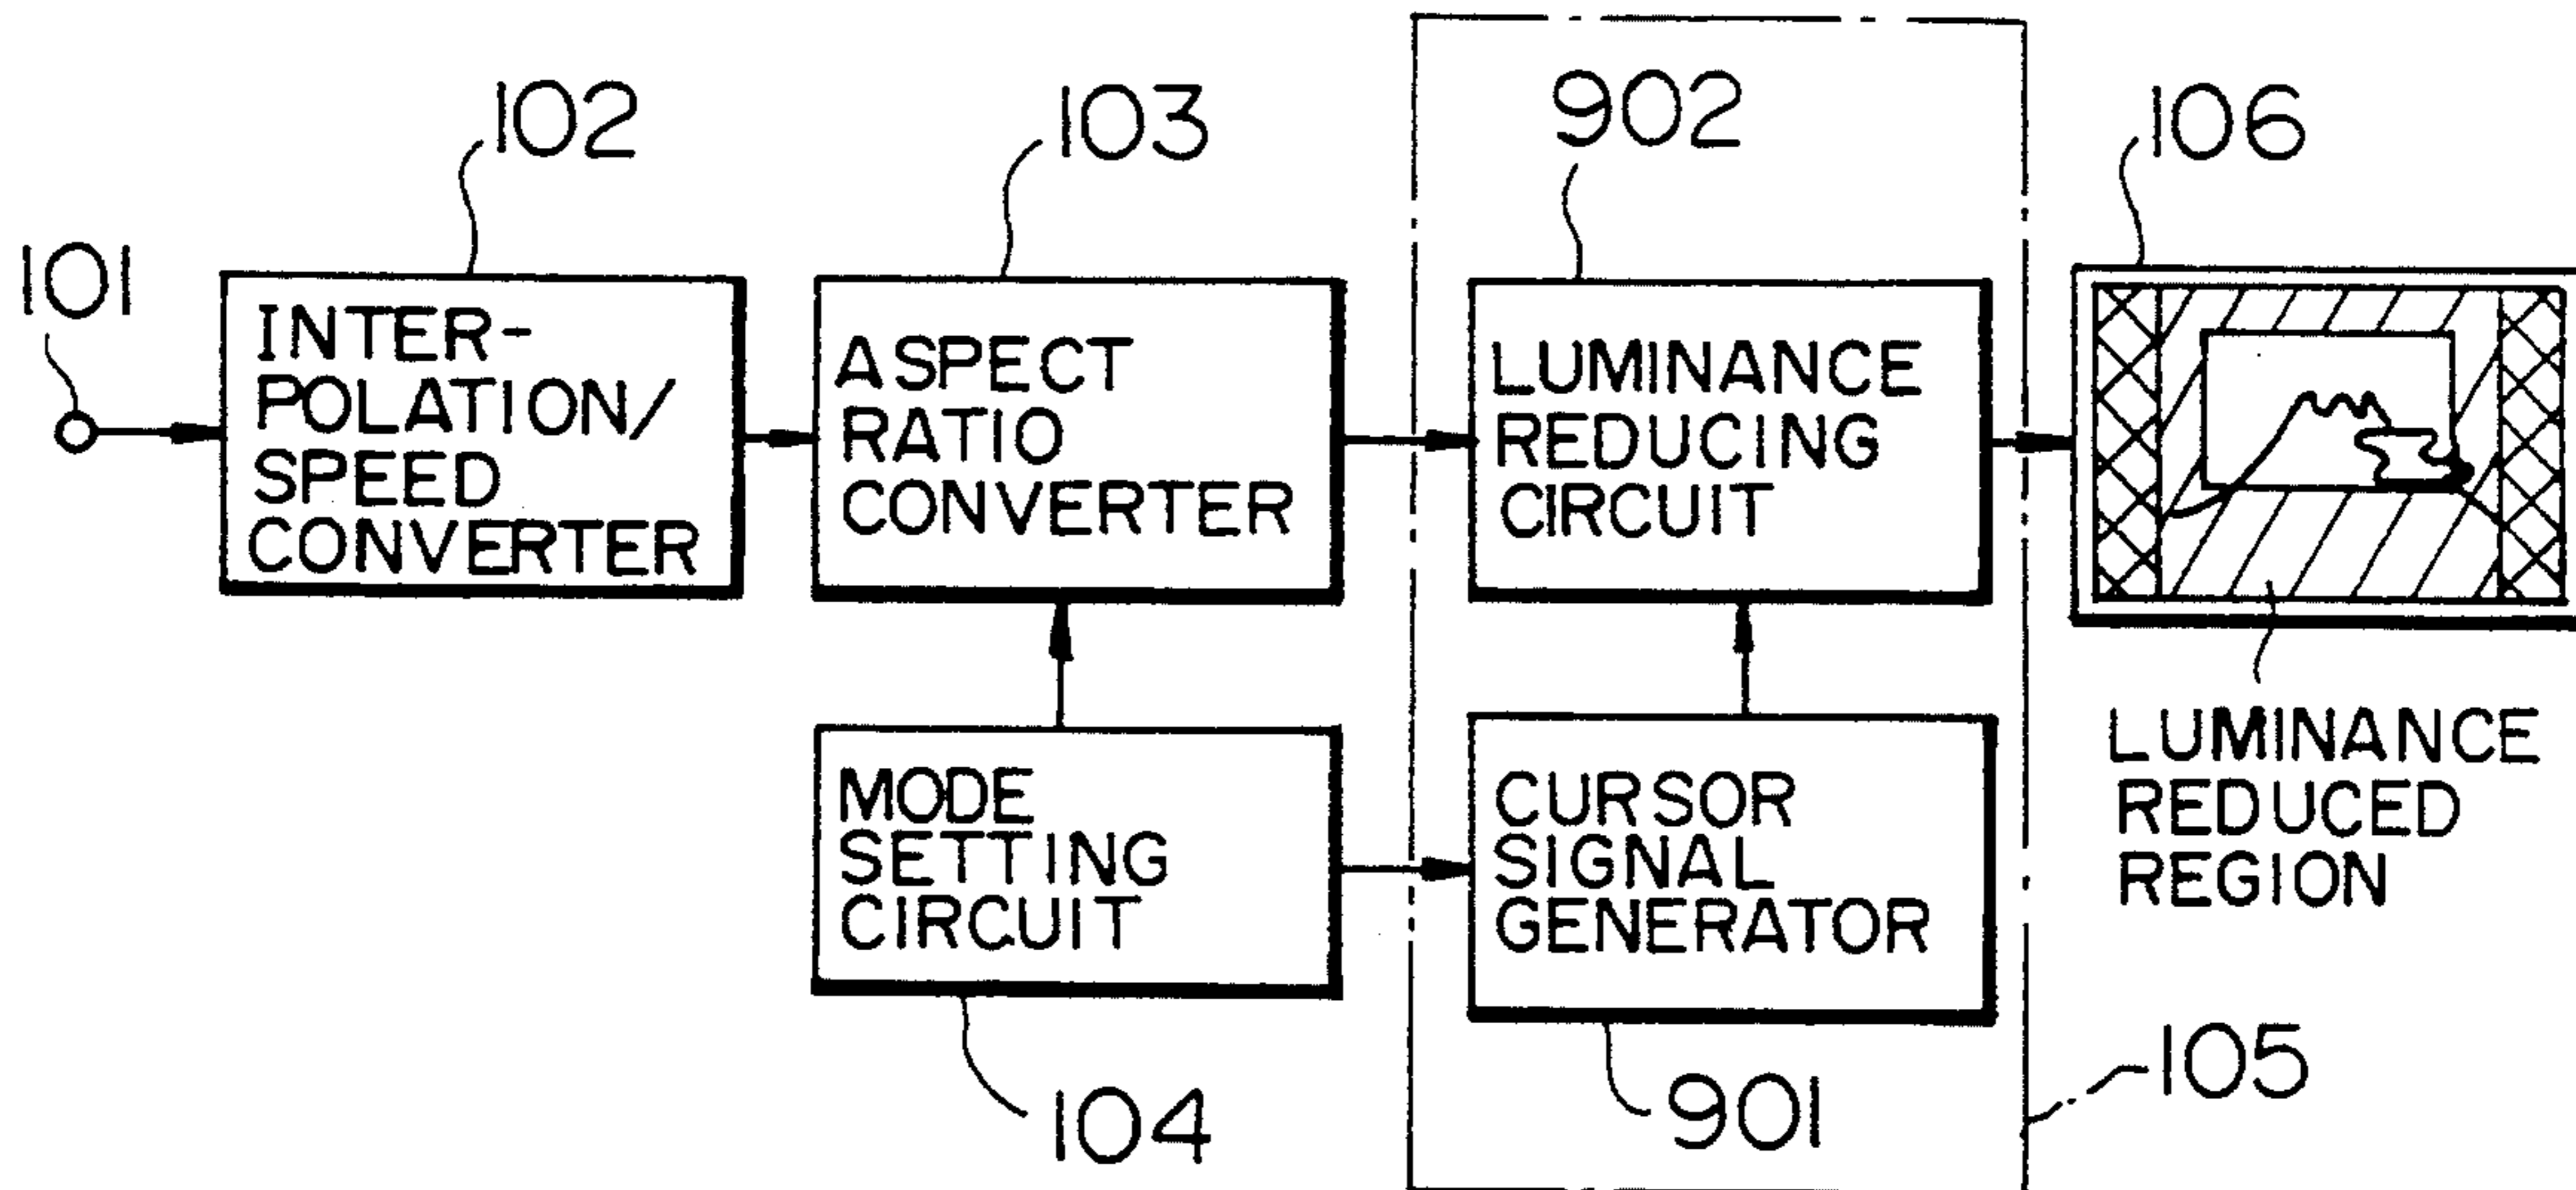 101
102
INTER-
POLATION/
SPEED
CONVERTER
103
ASPECT
RATIO
CONVERTER
902
LUMINANCE
REDUCING
CIRCUIT
106
LUMINANCE
REDUCED
REGION
MODE
SETTING
CIRCUIT
104
CURSOR
SIGNAL
GENERATOR
901
105